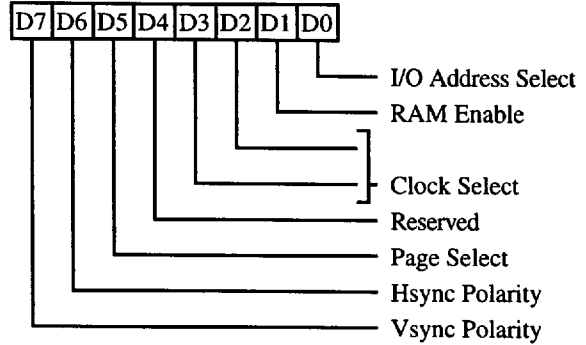 D7 D6 D5 D4 D3 D2 D1 D0
I/O Address Select
RAM Enable
Clock Select
Reserved
Page Select
Hsync Polarity
Vsync Polarity